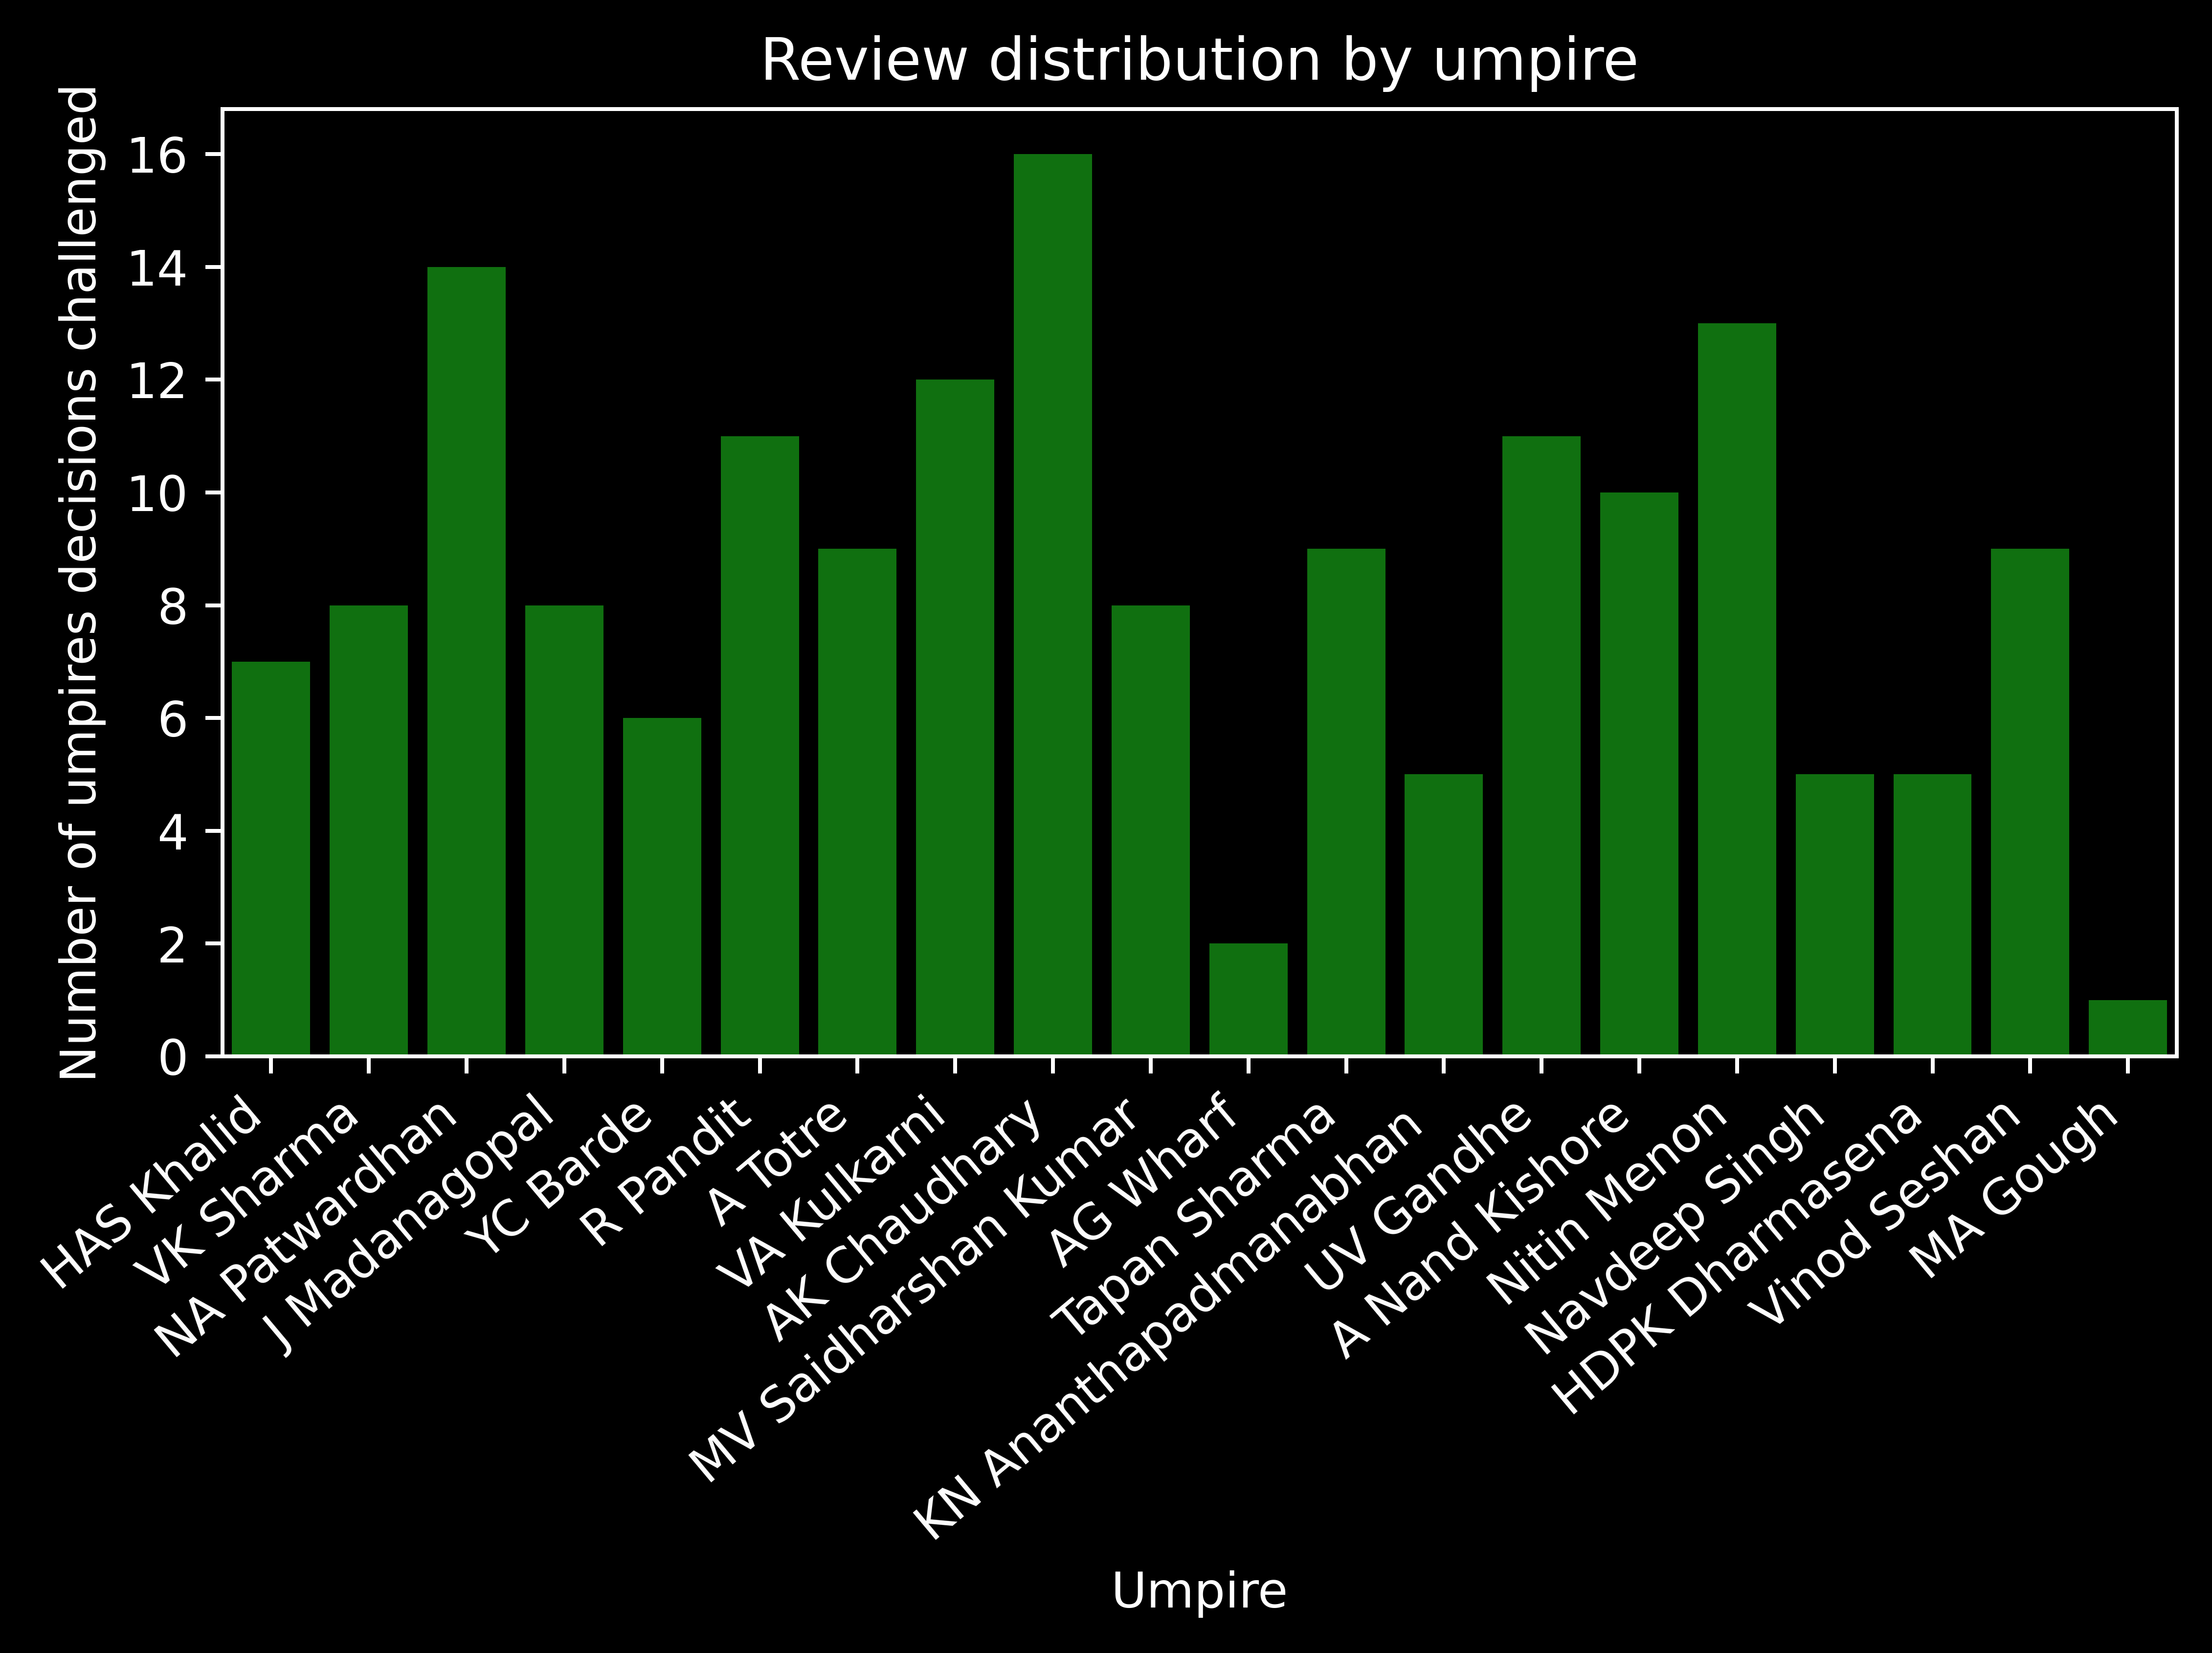 Review distribution by umpire
Number of umpires decisions challenged
16
14
12
10
8
6
4
2
0
HAS Khalid
VK Sharma
NA Patwardhan
J Madanagopal
YC Barde
R Pandit
A Totre
VA Kulkarni
AK Chaudhary
MV Saidharshan Kumar
AG Wharf
Tapan Sharma
KN Ananthapadmanabhan
UV Gandhe
A Nand Kishore
Nitin Menon
Navdeep Singh
HDPK Dharmasena
Vinod Seshan
MA Gough
Umpire